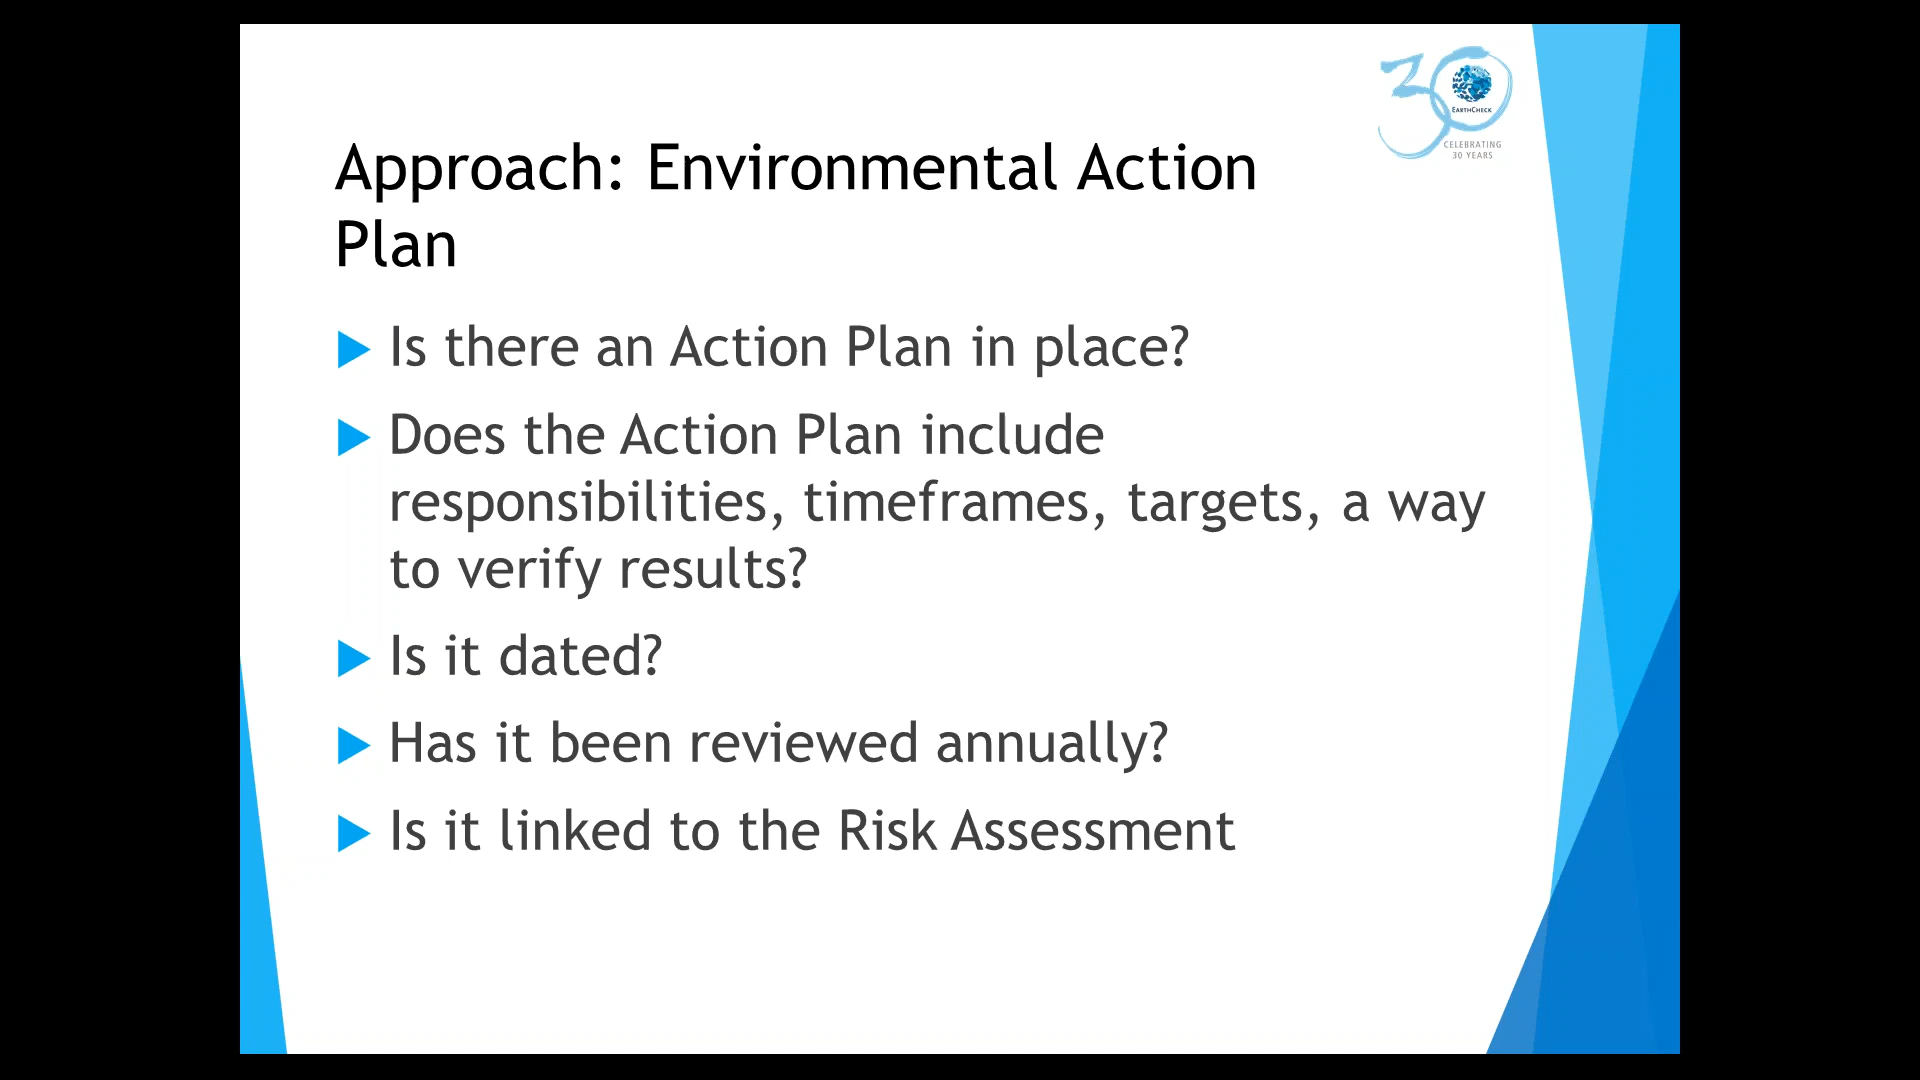 30
EARTHCHECK
CELEBRATING
30 YEARS
Approach: Environmental Action
Plan
Is there an Action Plan in place?
Does the Action Plan include
responsibilities, timeframes, targets, a way
to verify results?
Is it dated?
Has it been reviewed annually?
Is it linked to the Risk Assessment